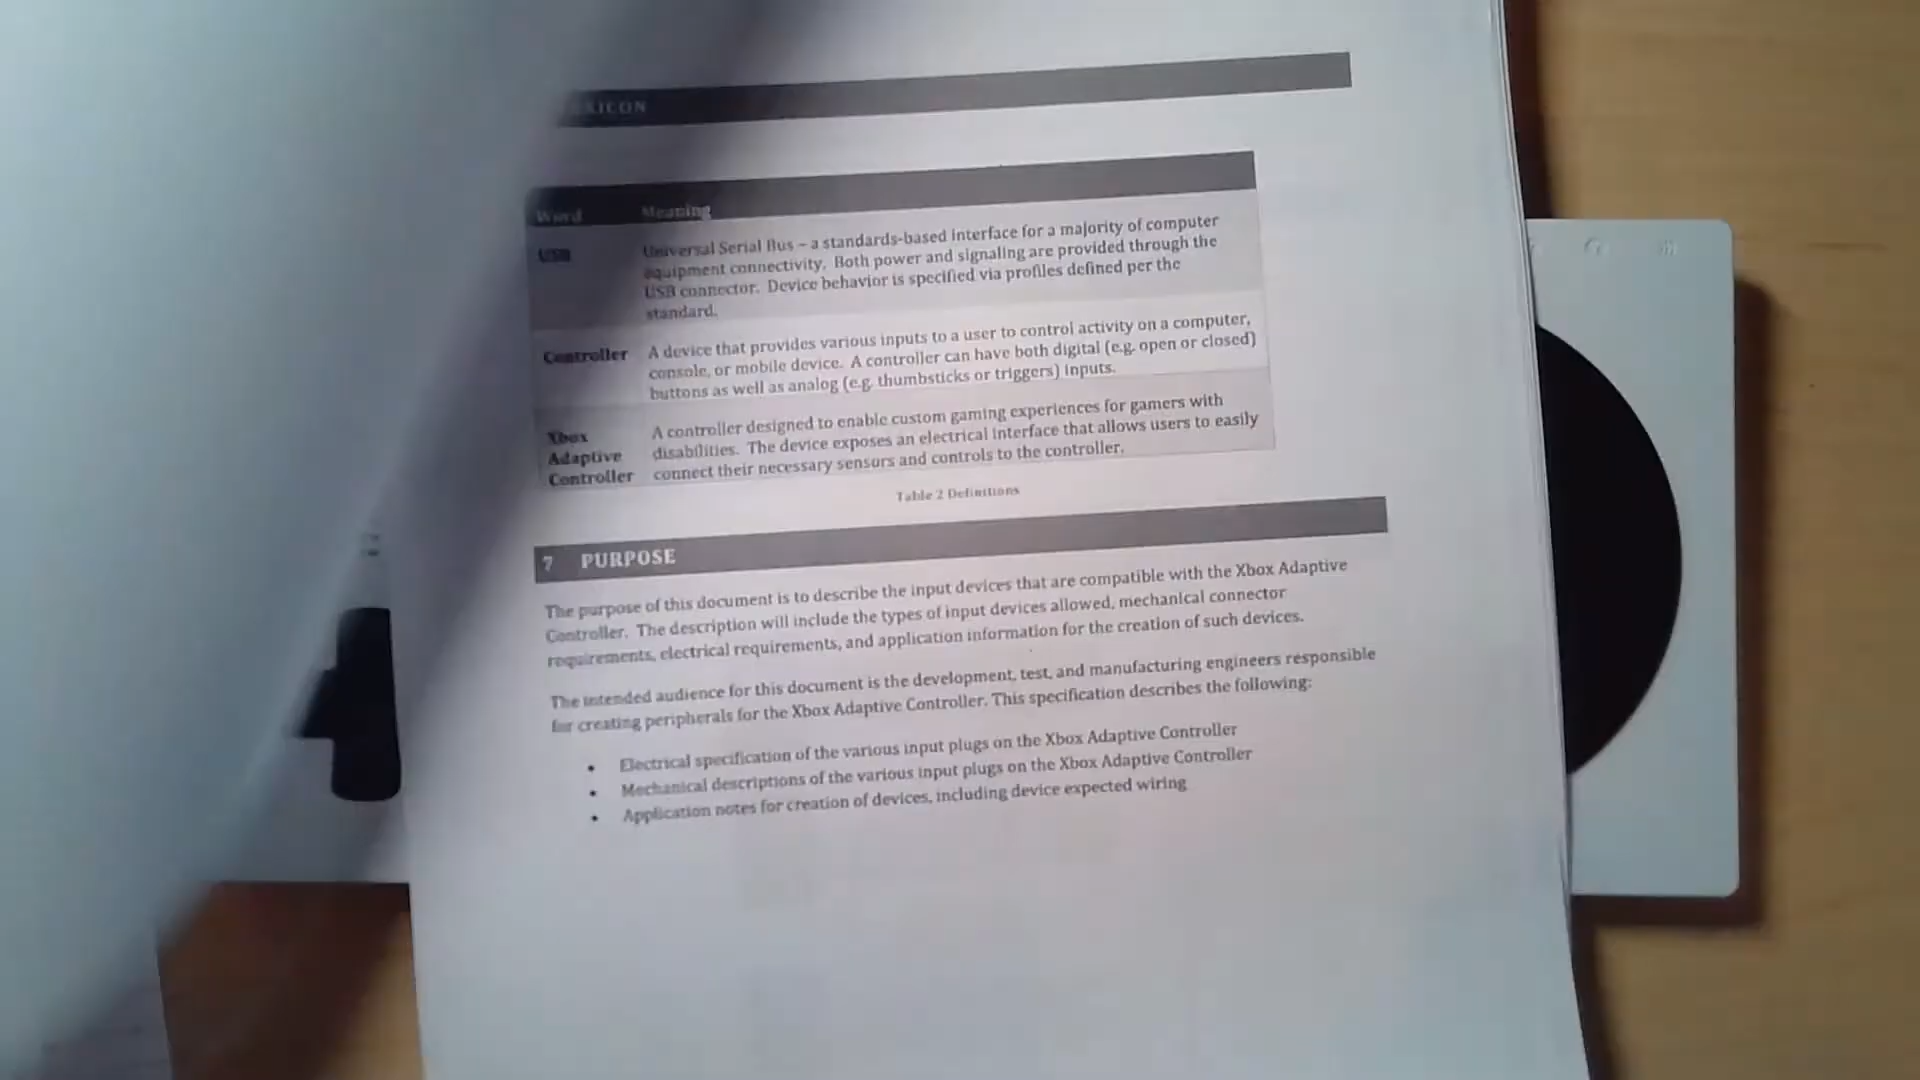 XICON
Word Meaning
USB Universal Serial Bus – a standards-based interface for a majority of computer
equipment connectivity. Both power and signaling are provided through the
USB connector. Device behavior is specified via profiles defined per the
standard.
Controller A device that provides various inputs to a user to control activity on a computer,
console, or mobile device. A controller can have both digital (e.g. open or closed)
buttons as well as analog (e.g. thumbsticks or triggers) inputs.
Xbox Adaptive Controller A controller designed to enable custom gaming experiences for gamers with
disabilities. The device exposes an electrical interface that allows users to easily
connect their necessary sensors and controls to the controller.
Table 2 Definitions
7 PURPOSE
The purpose of this document is to describe the input devices that are compatible with the Xbox Adaptive
Controller. The description will include the types of input devices allowed, mechanical connector
requirements, electrical requirements, and application information for the creation of such devices.
The intended audience for this document is the development, test, and manufacturing engineers responsible
for creating peripherals for the Xbox Adaptive Controller. This specification describes the following:
• Electrical specification of the various input plugs on the Xbox Adaptive Controller
• Mechanical descriptions of the various input plugs on the Xbox Adaptive Controller
• Application notes for creation of devices, including device expected wiring